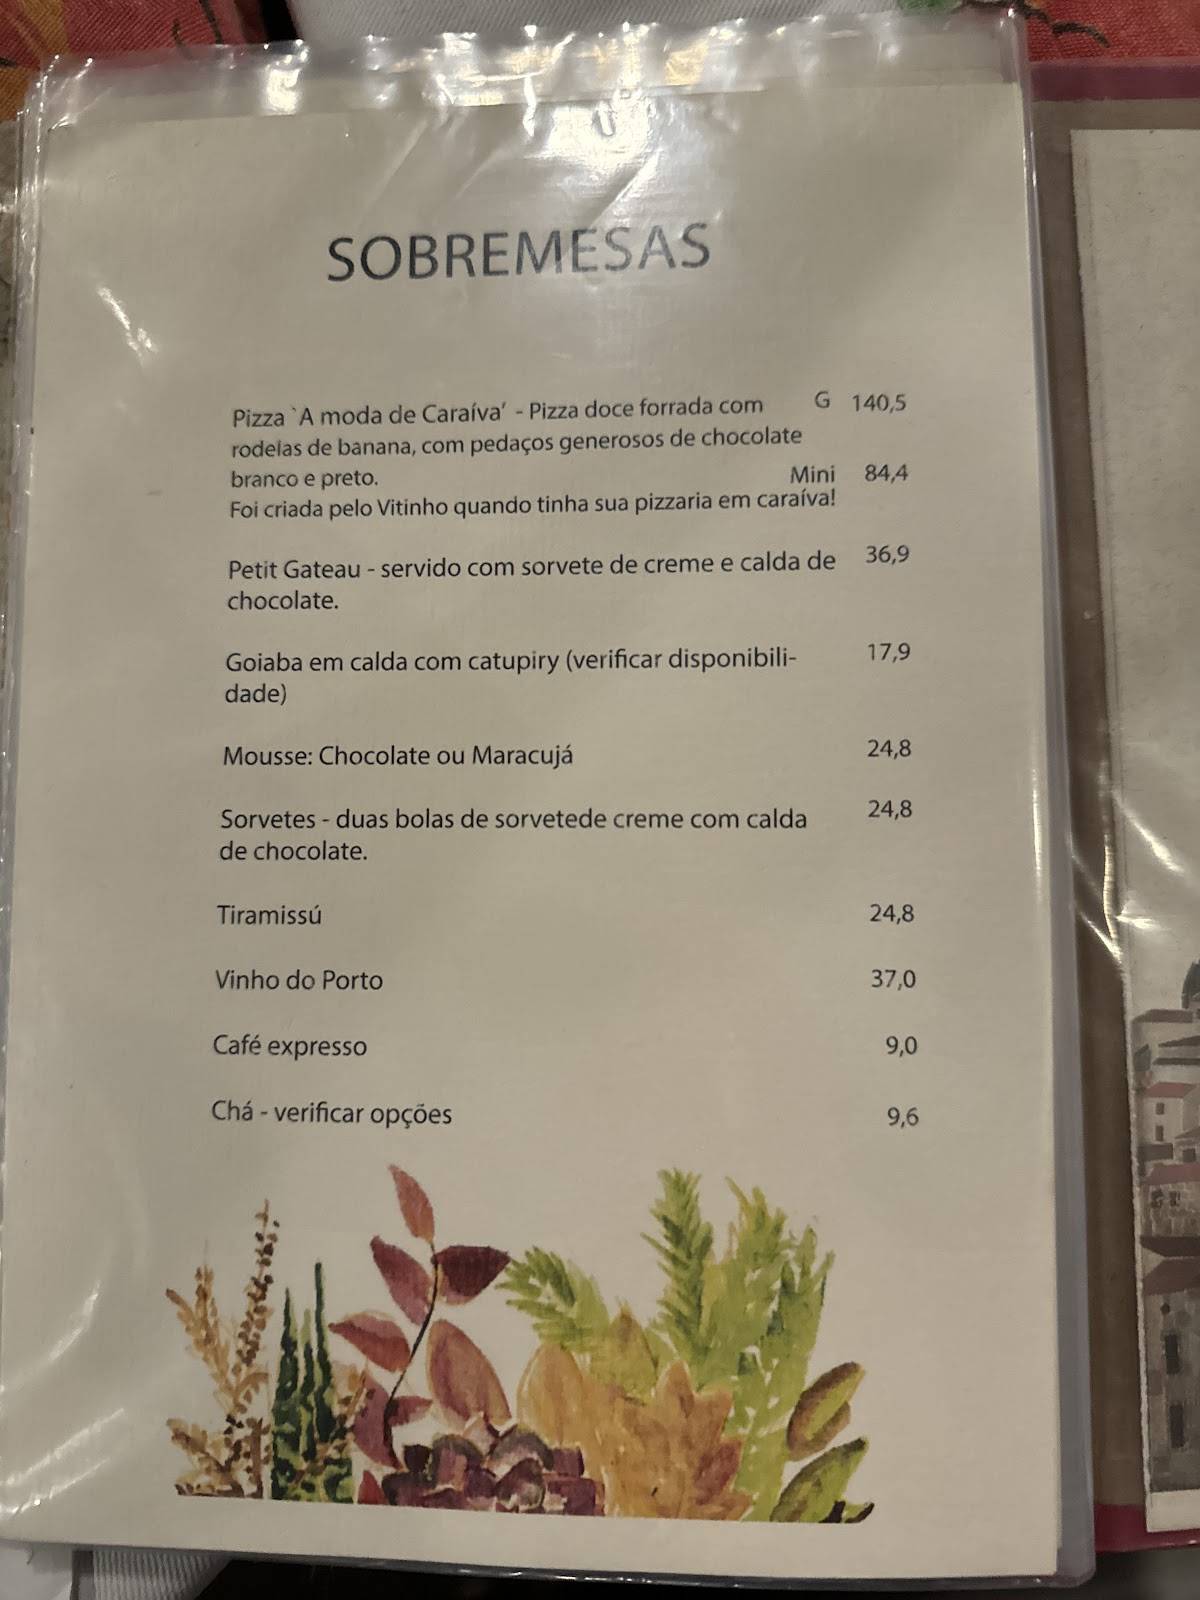 SOBREMESAS
Pizza `A moda de Caraíva' - Pizza doce forrada com G 140,5
rodelas de banana, com pedaços generosos de chocolate
branco e preto. Mini 84,4
Foi criada pelo Vitinho quando tinha sua pizzaria em caraíva!
Petit Gateau - servido com sorvete de creme e calda de 36,9
chocolate.
Goiaba em calda com catupiry (verificar disponibili- 17,9
dade)
Mousse: Chocolate ou Maracujá 24,8
Sorvetes - duas bolas de sorvetede creme com calda 24,8
de chocolate.
Tiramissú 24,8
Vinho do Porto 37,0
Café expresso 9,0
Chá - verificar opções 9,6